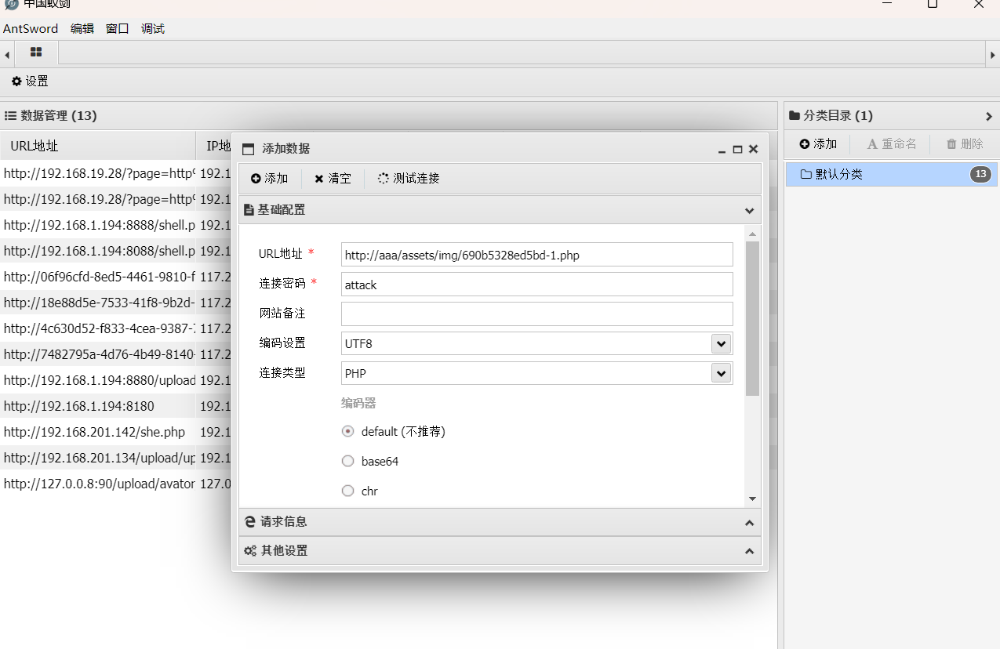 中国蚁剑
AntSword 编辑 窗口 调试
设置
数据管理 (13)
URL地址 IP地
http://192.168.19.28/?page=http% 192.1
http://192.168.19.28/?page=http% 192.1
http://192.168.1.194:8888/shell.p 192.1
http://192.168.1.194:8088/shell.p 192.1
http://06f96cfd-8ed5-4461-9810-f 117.2
http://18e88d5e-7533-41f8-9b2d- 117.2
http://4c630d52-f833-4cea-9387-7 117.2
http://7482795a-4d76-4b49-8140- 117.2
http://192.168.1.194:8880/upload 192.1
http://192.168.1.194:8180 192.1
http://192.168.201.142/she.php 192.1
http://192.168.201.134/upload/up 192.1
http://127.0.0.8:90/upload/avator 127.0
添加数据
添加 清空 测试连接
基础配置
URL地址 * http://aaa/assets/img/690b5328ed5bd-1.php
连接密码 * attack
网站备注
编码设置 UTF8
连接类型 PHP
编码器
default (不推荐)
base64
chr
请求信息
其他设置
分类目录 (1)
添加 重命名 删除
默认分类 13